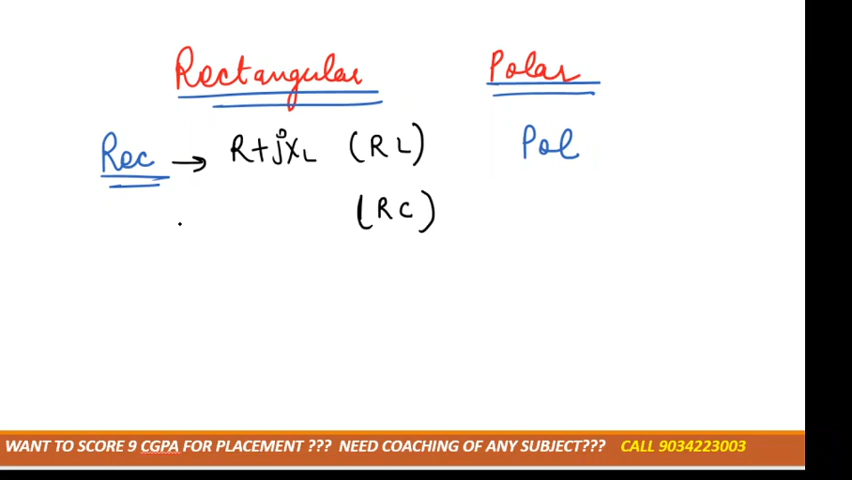 Rectangular Polar
Rec → R+jXL (RL) Pol
(RC)
WANT TO SCORE 9 CGPA FOR PLACEMENT ??? NEED COACHING OF ANY SUBJECT??? CALL 9034223003